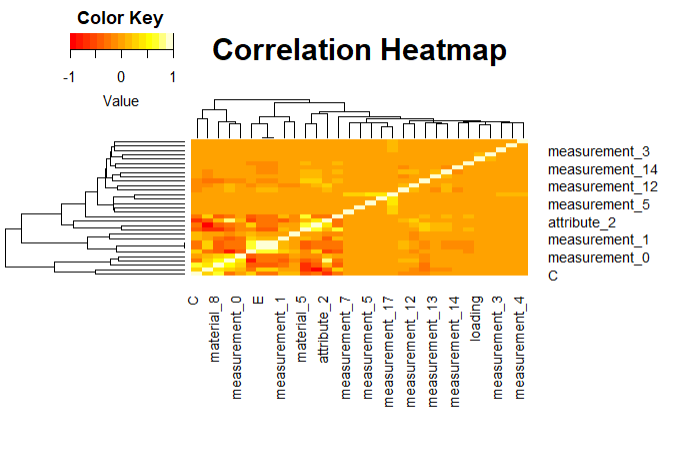 Color Key
-1 0 1
Value
Correlation Heatmap
measurement_3
measurement_14
measurement_12
measurement_5
attribute_2
measurement_1
measurement_0
C
C
material_8
measurement_0
E
measurement_1
material_5
attribute_2
measurement_7
measurement_5
measurement_17
measurement_12
measurement_13
measurement_14
loading
measurement_3
measurement_4